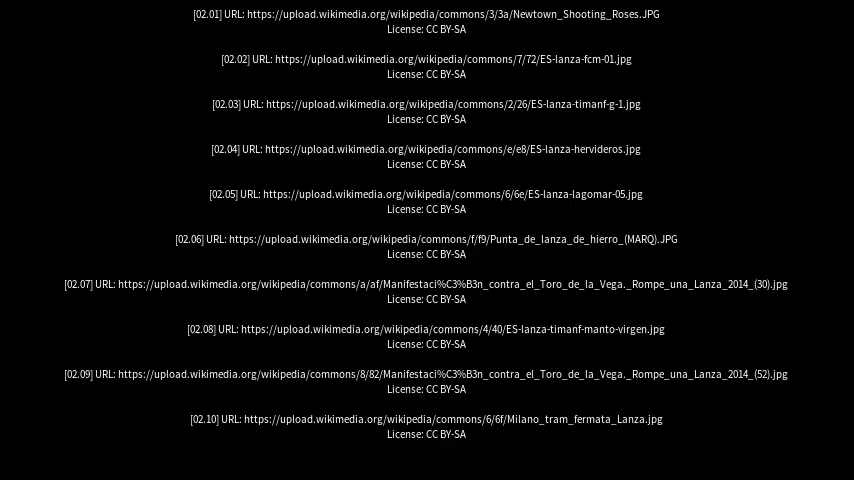 [02.01] URL: https://upload.wikimedia.org/wikipedia/commons/3/3a/Newtown_Shooting_Roses.JPG
License: CC BY-SA
[02.02] URL: https://upload.wikimedia.org/wikipedia/commons/7/72/ES-lanza-fcm-01.jpg
License: CC BY-SA
[02.03] URL: https://upload.wikimedia.org/wikipedia/commons/2/26/ES-lanza-timanf-g-1.jpg
License: CC BY-SA
[02.04] URL: https://upload.wikimedia.org/wikipedia/commons/e/e8/ES-lanza-hervideros.jpg
License: CC BY-SA
[02.05] URL: https://upload.wikimedia.org/wikipedia/commons/6/6e/ES-lanza-lagomar-05.jpg
License: CC BY-SA
[02.06] URL: https://upload.wikimedia.org/wikipedia/commons/f/f9/Punta_de_lanza_de_hierro_(MARQ).JPG
License: CC BY-SA
[02.07] URL: https://upload.wikimedia.org/wikipedia/commons/a/af/Manifestaci%C3%B3n_contra_el_Toro_de_la_Vega._Rompe_una_Lanza_2014_(30).jpg
License: CC BY-SA
[02.08] URL: https://upload.wikimedia.org/wikipedia/commons/4/40/ES-lanza-timanf-manto-virgen.jpg
License: CC BY-SA
[02.09] URL: https://upload.wikimedia.org/wikipedia/commons/8/82/Manifestaci%C3%B3n_contra_el_Toro_de_la_Vega._Rompe_una_Lanza_2014_(52).jpg
License: CC BY-SA
[02.10] URL: https://upload.wikimedia.org/wikipedia/commons/6/6f/Milano_tram_fermata_Lanza.jpg
License: CC BY-SA